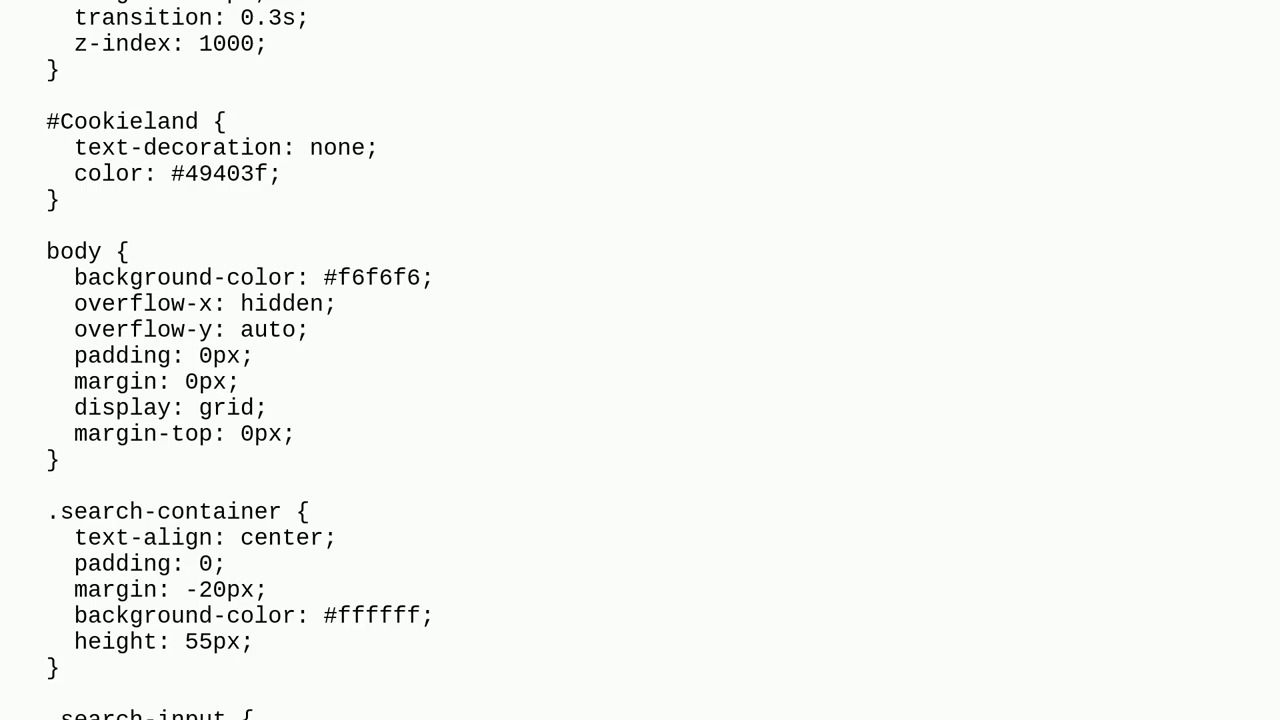 transition: 0.3s;
  z-index: 1000;
}

#Cookieland {
  text-decoration: none;
  color: #49403f;
}

body {
  background-color: #f6f6f6;
  overflow-x: hidden;
  overflow-y: auto;
  padding: 0px;
  margin: 0px;
  display: grid;
  margin-top: 0px;
}

.search-container {
  text-align: center;
  padding: 0;
  margin: -20px;
  background-color: #ffffff;
  height: 55px;
}

.search-input {